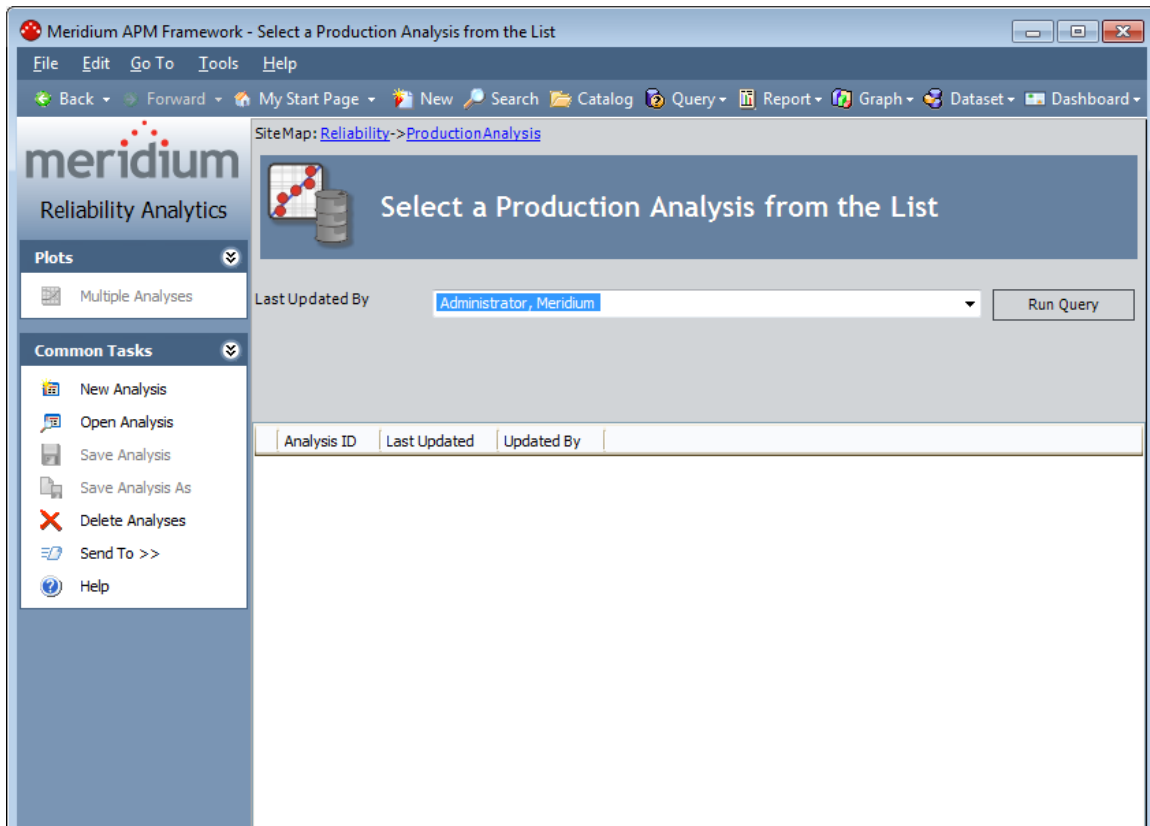 Meridium APM Framework - Select a Production Analysis from the List
File Edit Go To Tools Help
Back Forward My Start Page New Search Catalog Query Report Graph Dataset Dashboard
meridium
Reliability Analytics
Plots
Multiple Analyses
Common Tasks
New Analysis
Open Analysis
Save Analysis
Save Analysis As
Delete Analyses
Send To >>
Help
SiteMap: Reliability->ProductionAnalysis
Select a Production Analysis from the List
Last Updated By Administrator, Meridium Run Query
Analysis ID Last Updated Updated By